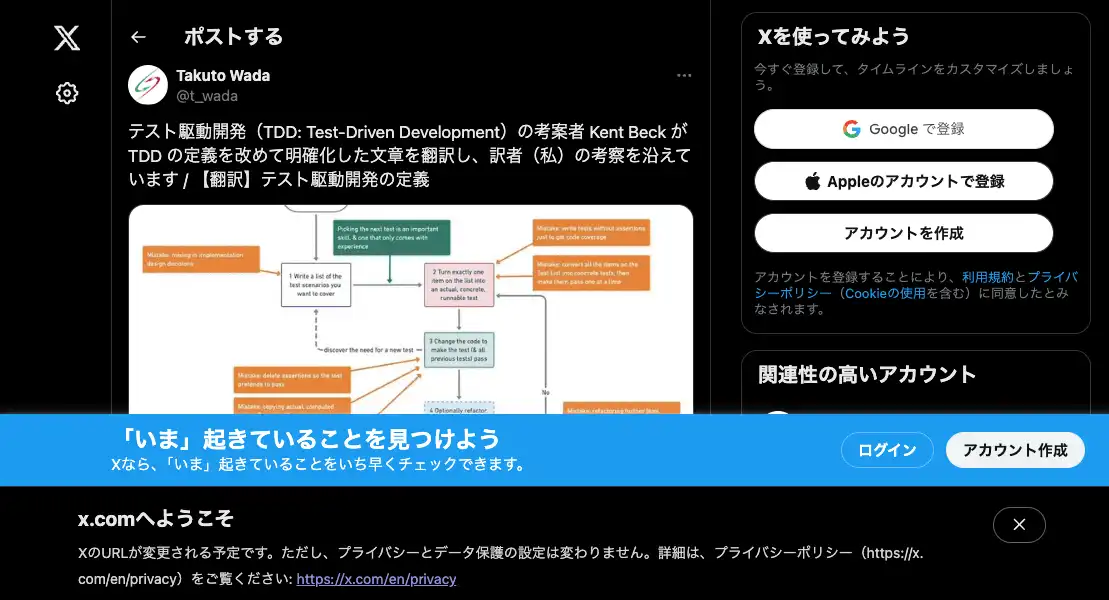 ポストする
Takuto Wada
@t_wada
テスト駆動開発（TDD: Test-Driven Development）の考案者 Kent Beck が
TDD の定義を改めて明確化した文章を翻訳し、訳者（私）の考察を沿えて
います / 【翻訳】テスト駆動開発の定義
Picking the next test is an important
skill, & one that only comes with
experience
Mistake: write tests without assertions
just to get code coverage
Mistake: mixing in implementation
design decisions
1 Write a list of the
test scenarios you
want to cover
2 Turn exactly one
item on the list into
an actual, concrete,
runnable test
Mistake: convert all the items on the
Test List into concrete tests, then
make them pass one at a time
discover the need for a new test
3 Change the code to
make the test (& all
previous tests) pass
Mistake: delete assertions so the test
pretends to pass
No
Mistake: copying actual, computed
4 Optionally refactor
Mistake: refactoring further than
Xを使ってみよう
今すぐ登録して、タイムラインをカスタマイズしましょ
う。
Google で登録
Appleのアカウントで登録
アカウントを作成
アカウントを登録することにより、利用規約とプライバ
シーポリシー（Cookieの使用を含む）に同意したとみ
なされます。
関連性の高いアカウント
「いま」起きていることを見つけよう
Xなら、「いま」起きていることをいち早くチェックできます。
ログイン
アカウント作成
x.comへようこそ
XのURLが変更される予定です。ただし、プライバシーとデータ保護の設定は変わりません。詳細は、プライバシーポリシー（https://x.
com/en/privacy）をご覧ください: https://x.com/en/privacy